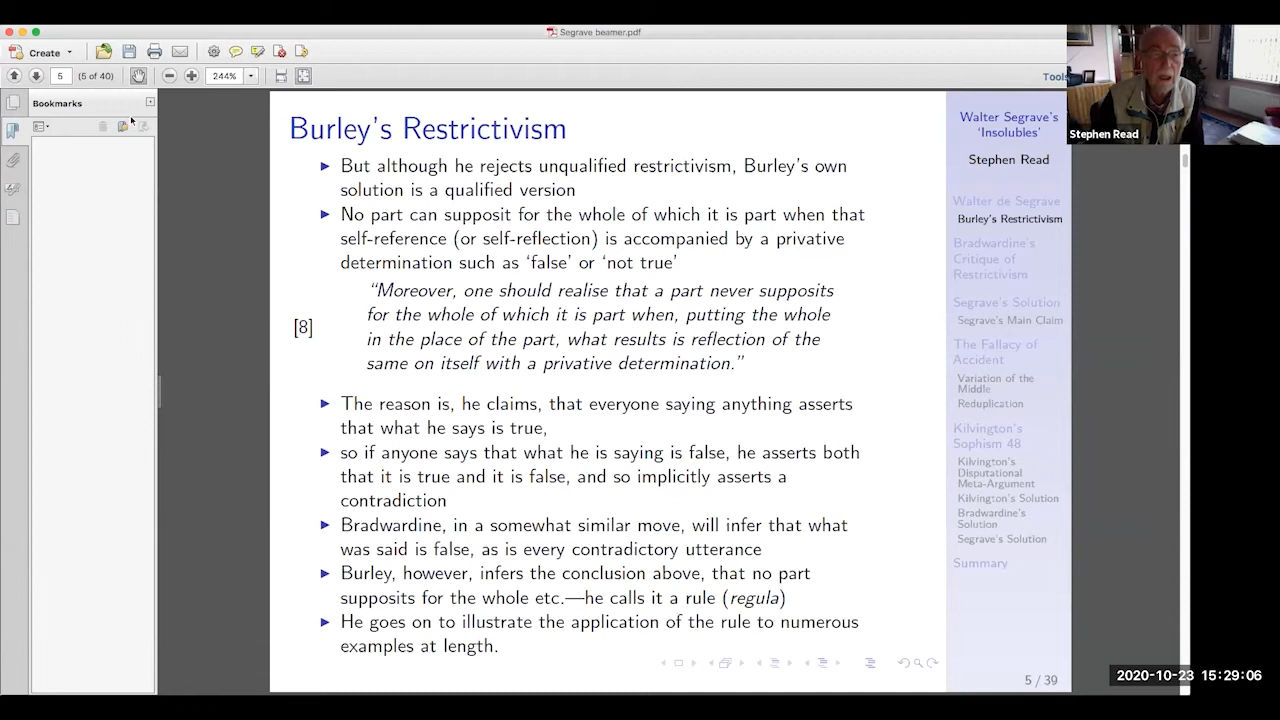 Segrave beamer.pdf
Create
5 (5 of 40) 244% Tools
Bookmarks
Stephen Read
Burley's Restrictivism
▶ But although he rejects unqualified restrictivism, Burley's own
solution is a qualified version
▶ No part can supposit for the whole of which it is part when that
self-reference (or self-reflection) is accompanied by a privative
determination such as 'false' or 'not true'
"Moreover, one should realise that a part never supposits
for the whole of which it is part when, putting the whole
[8]
in the place of the part, what results is reflection of the
same on itself with a privative determination."
▶ The reason is, he claims, that everyone saying anything asserts
that what he says is true,
▶ so if anyone says that what he is saying is false, he asserts both
that it is true and it is false, and so implicitly asserts a
contradiction
▶ Bradwardine, in a somewhat similar move, will infer that what
was said is false, as is every contradictory utterance
▶ Burley, however, infers the conclusion above, that no part
supposits for the whole etc.—he calls it a rule (regula)
▶ He goes on to illustrate the application of the rule to numerous
examples at length.
Walter Segrave's
'Insolubles'
Stephen Read
Walter de Segrave
Burley's Restrictivism
Bradwardine's
Critique of
Restrictivism
Segrave's Solution
Segrave's Main Claim
The Fallacy of
Accident
Variation of the
Middle
Reduplication
Kilvington's
Sophism 48
Kilvington's
Disputational
Meta-Argument
Kilvington's Solution
Bradwardine's
Solution
Segrave's Solution
Summary
5 / 39
2020-10-23 15:29:06